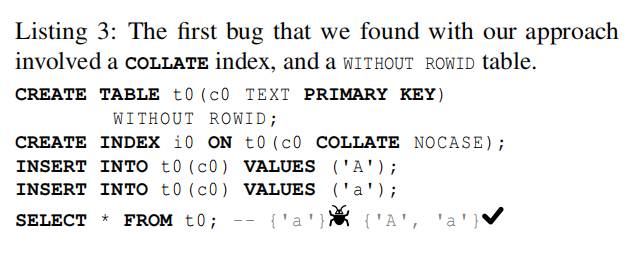 Listing 3: The first bug that we found with our approach
involved a COLLATE index, and a WITHOUT ROWID table.
CREATE TABLE t0(c0 TEXT PRIMARY KEY)
WITHOUT ROWID;
CREATE INDEX i0 ON t0(c0 COLLATE NOCASE);
INSERT INTO t0(c0) VALUES ('A');
INSERT INTO t0(c0) VALUES ('a');
SELECT * FROM t0; -- {'a'} {'A', 'a'}✔